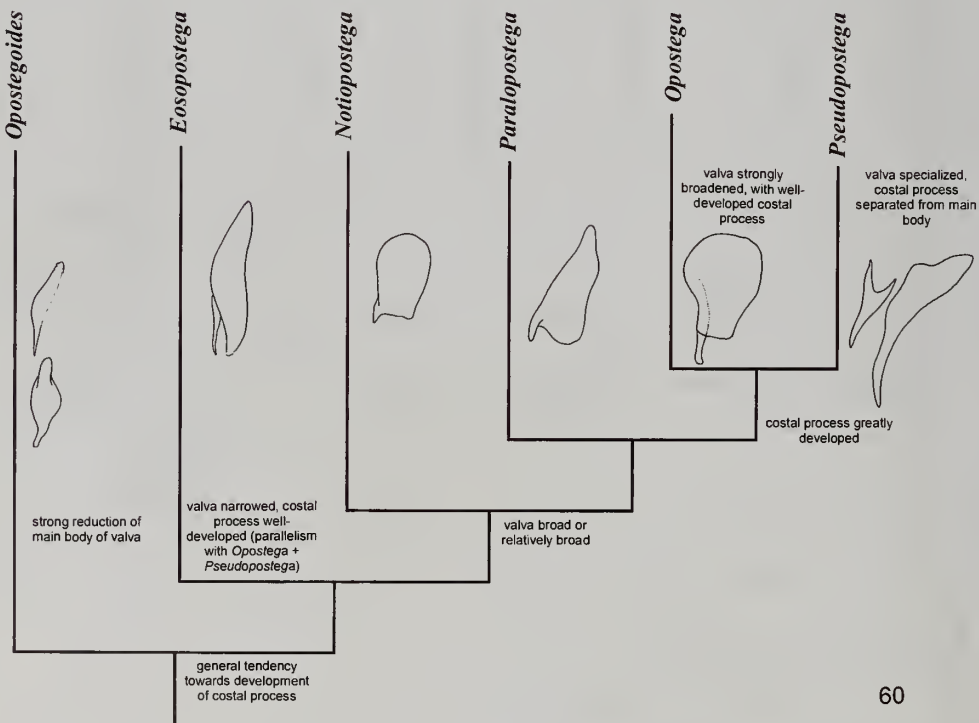 Opostegoides
Eosopostega
Notiopostega
Paralopostega
Opostega
Pseudopostega
valva strongly
broadened, with well-
developed costal
process
valva specialized,
costal process
separated from main
body
costal process greatly
developed
strong reduction of
main body of valva
valva narrowed, costal
process well-
developed (parallelism
with Opostega +
Pseudopostega)
valva broad or
relatively broad
general tendency
towards development
of costal process
60